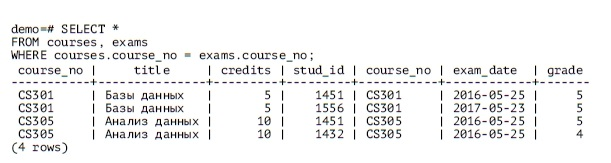 demo=# SELECT *
FROM courses, exams
WHERE courses.course_no = exams.course_no;
course_no | title | credits | stud_id | course_no | exam_date | grade
-----------+---------------+---------+---------+-----------+------------+-------
CS301 | Базы данных | 5 | 1451 | CS301 | 2016-05-25 | 5
CS301 | Базы данных | 5 | 1556 | CS301 | 2017-05-23 | 5
CS305 | Анализ данных | 10 | 1451 | CS305 | 2016-05-25 | 5
CS305 | Анализ данных | 10 | 1432 | CS305 | 2016-05-25 | 4
(4 rows)